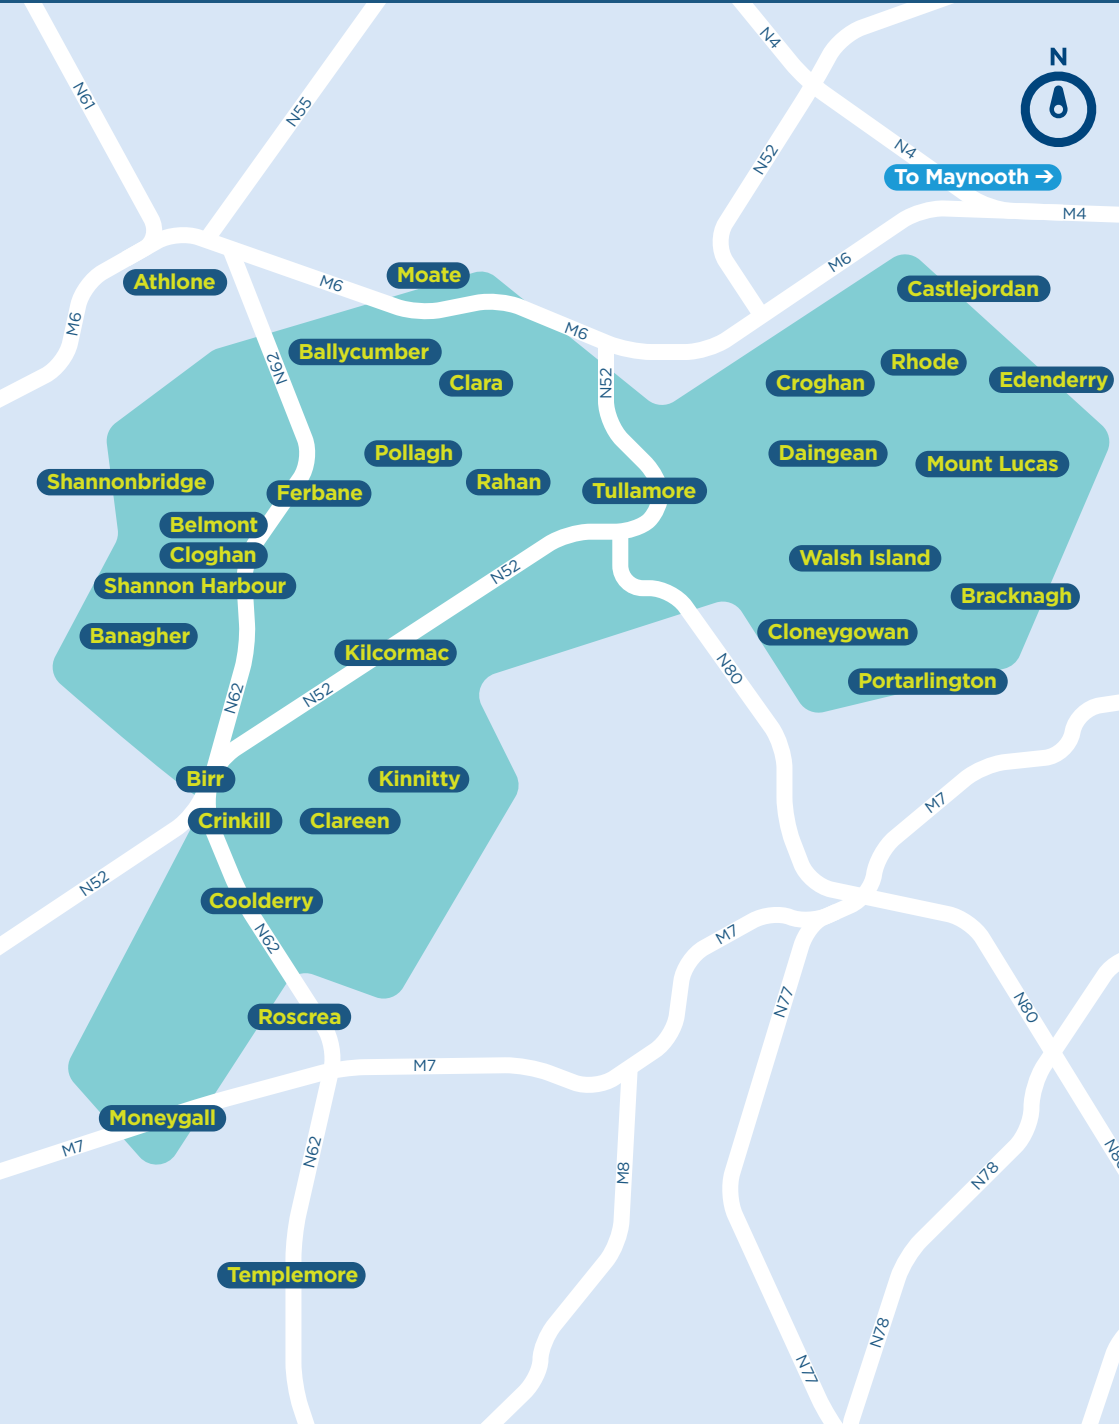 N4
N
N61
N55
N4
N52
To Maynooth →
M4
M6
Athlone
M6
Moate
Castlejordan
M6
M6
Ballycumber
N62
Rhode
Clara
N52
Croghan
Edenderry
Pollagh
Daingean
Mount Lucas
Shannonbridge
Ferbane
Rahan
Tullamore
Belmont
Cloghan
Walsh Island
N52
Shannon Harbour
Bracknagh
Banagher
Cloneygowan
Kilcormac
N80
Portarlington
N62
N52
Birr
Kinnitty
M7
Crinkill
Clareen
N52
Coolderry
N62
M7
N77
N80
Roscrea
M7
Moneygall
M7
N62
M8
N78
Templemore
N78
N77